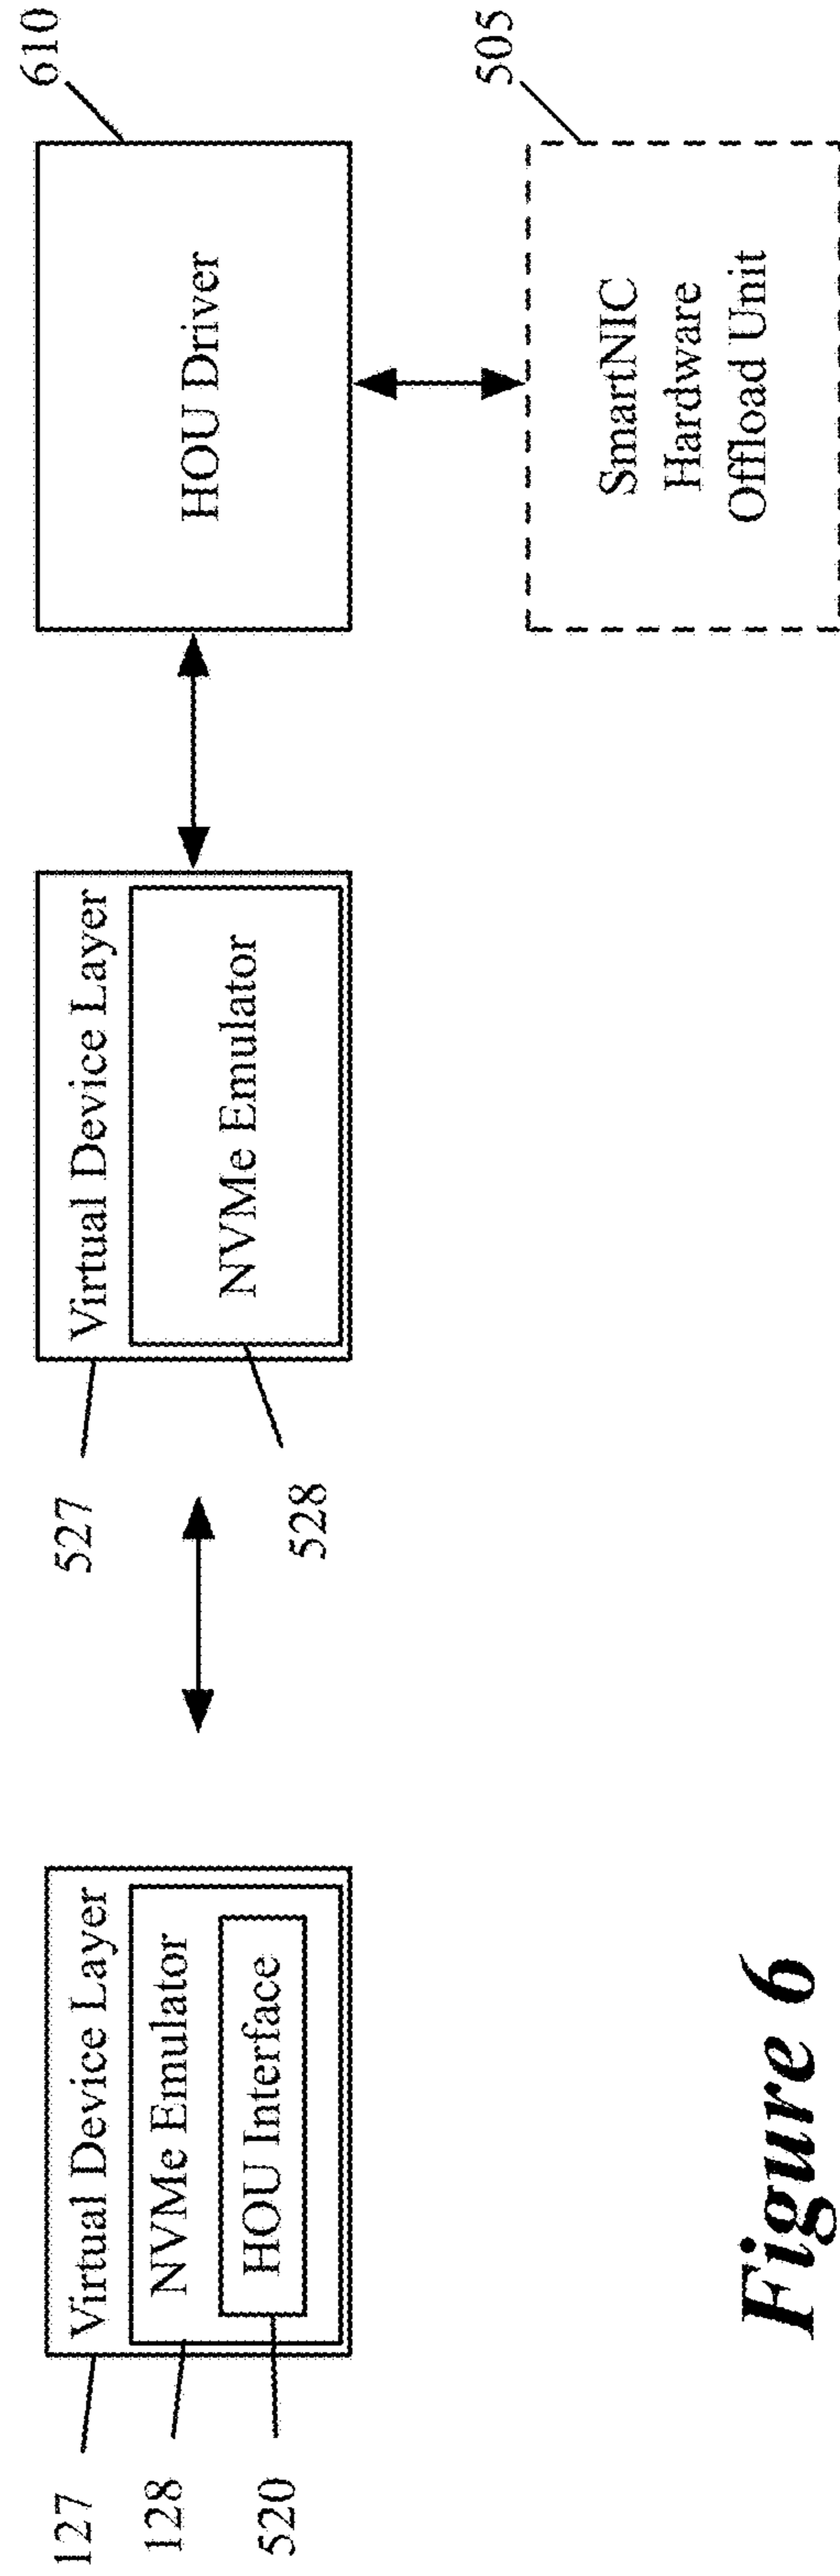 127
Virtual Device Layer
128
NVMe Emulator
520
HOU Interface
527
Virtual Device Layer
528
NVMe Emulator
610
HOU Driver
505
SmartNIC
Hardware
Offload Unit
Figure 6